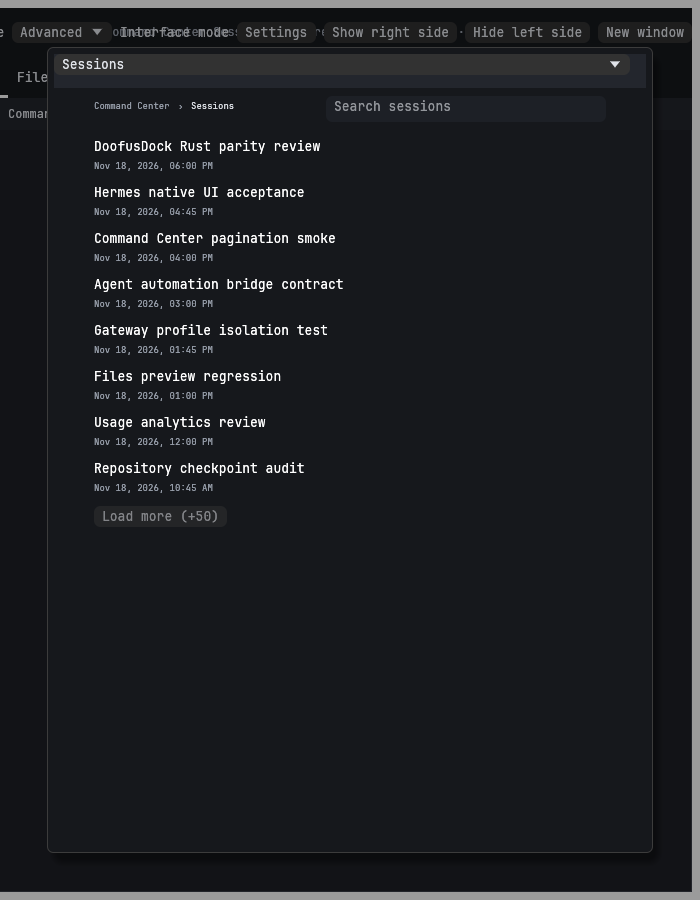 Advanced Interface mode Settings Show right side Hide left side New window
Sessions
File
Command Center › Sessions Search sessions
Comman
DoofusDock Rust parity review
Nov 18, 2026, 06:00 PM
Hermes native UI acceptance
Nov 18, 2026, 04:45 PM
Command Center pagination smoke
Nov 18, 2026, 04:00 PM
Agent automation bridge contract
Nov 18, 2026, 03:00 PM
Gateway profile isolation test
Nov 18, 2026, 01:45 PM
Files preview regression
Nov 18, 2026, 01:00 PM
Usage analytics review
Nov 18, 2026, 12:00 PM
Repository checkpoint audit
Nov 18, 2026, 10:45 AM
Load more (+50)